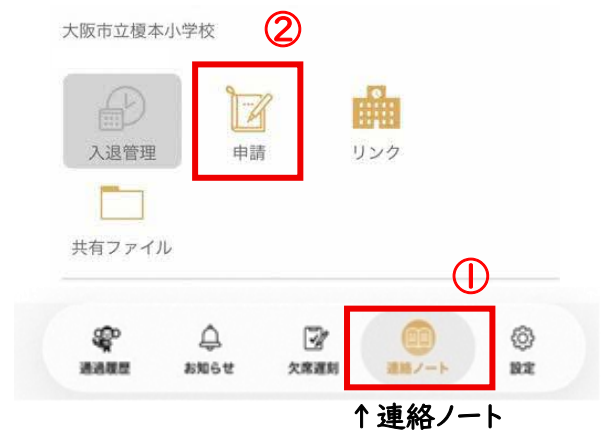 大阪市立榎本小学校
②
入退管理
申請
リンク
共有ファイル
①
通過履歴
お知らせ
欠席遅刻
連絡ノート
設定
↑連絡ノート